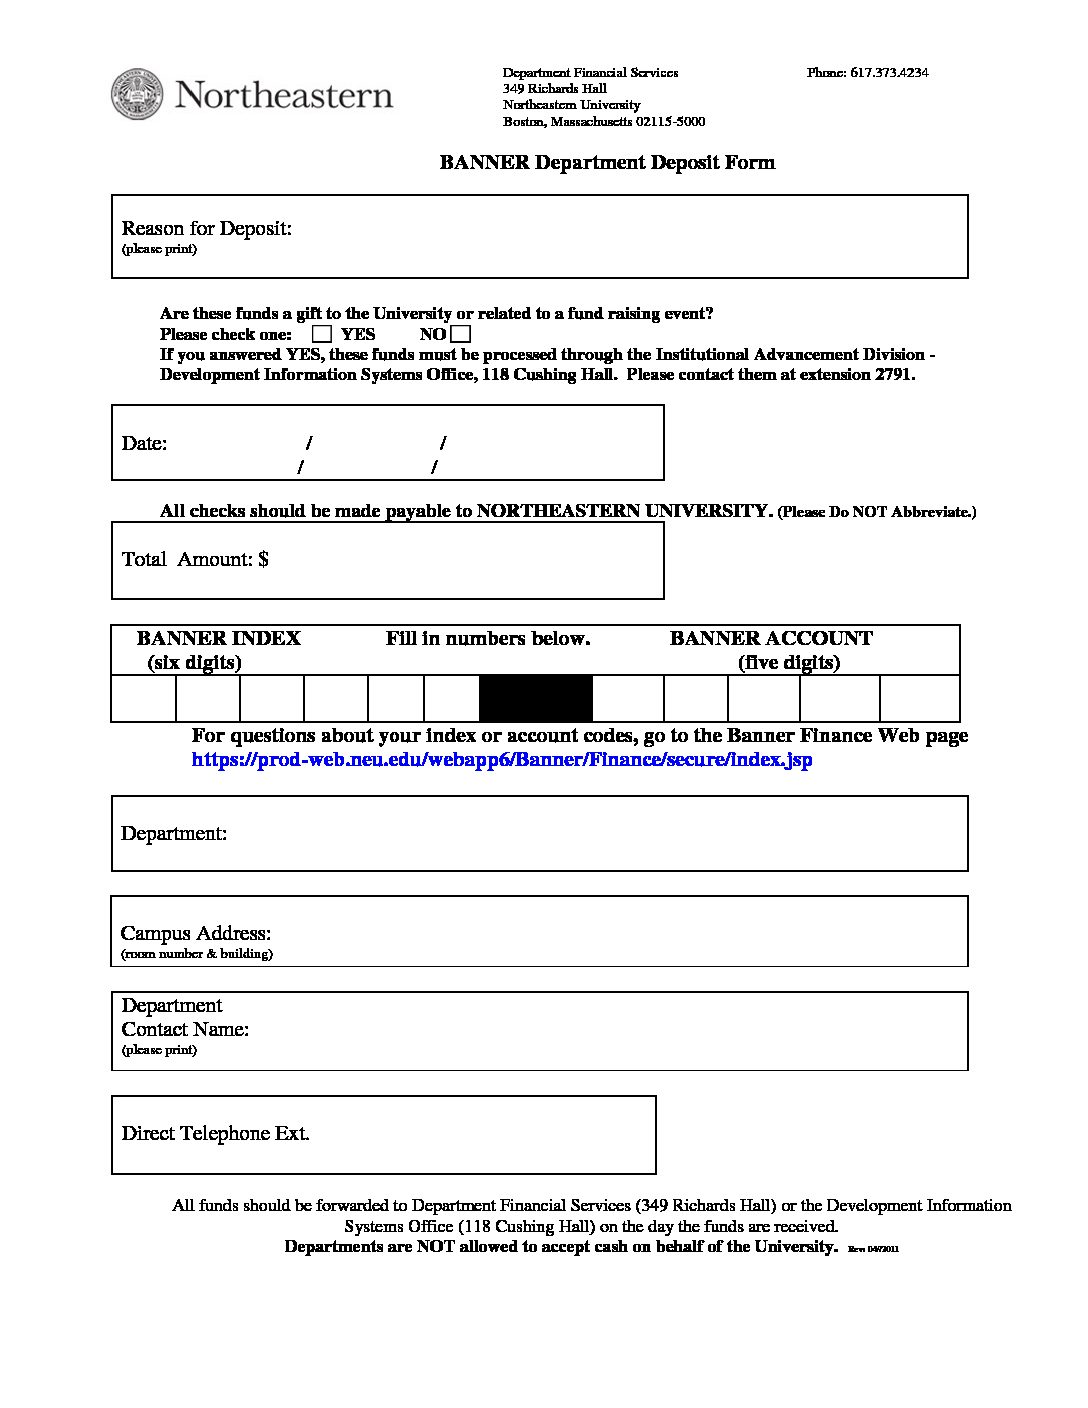 Northeastern
Department Financial Services Phone: 617.373.4234
349 Richards Hall
Northeastern University
Boston, Massachusetts 02115-5000
BANNER Department Deposit Form
Reason for Deposit:
(please print)
Are these funds a gift to the University or related to a fund raising event?
Please check one: YES NO
If you answered YES, these funds must be processed through the Institutional Advancement Division -
Development Information Systems Office, 118 Cushing Hall. Please contact them at extension 2791.
Date: / /
/ /
All checks should be made payable to NORTHEASTERN UNIVERSITY. (Please Do NOT Abbreviate.)
Total Amount: $
BANNER INDEX Fill in numbers below. BANNER ACCOUNT
(six digits) (five digits)
For questions about your index or account codes, go to the Banner Finance Web page
https://prod-web.neu.edu/webapp6/Banner/Finance/secure/index.jsp
Department:
Campus Address:
(room number & building)
Department
Contact Name:
(please print)
Direct Telephone Ext.
All funds should be forwarded to Department Financial Services (349 Richards Hall) or the Development Information
Systems Office (118 Cushing Hall) on the day the funds are received.
Departments are NOT allowed to accept cash on behalf of the University.